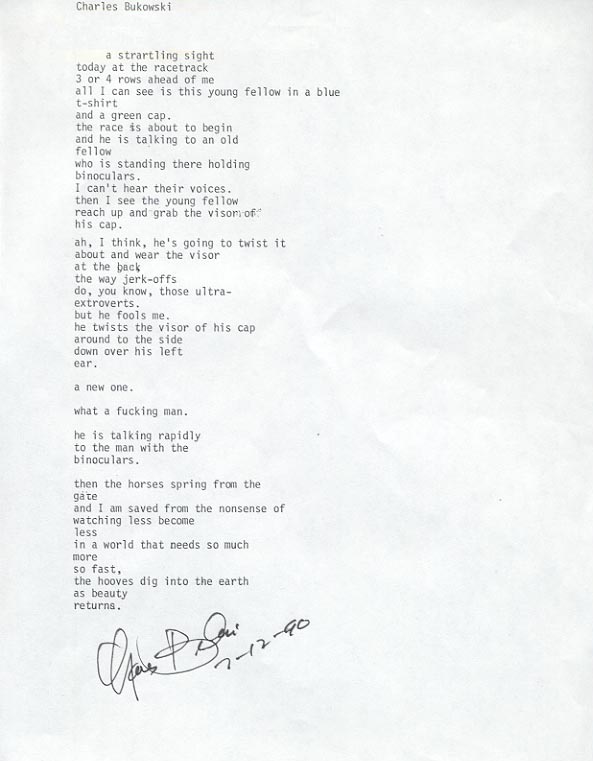 Charles Bukowski
a strartling sight
today at the racetrack
3 or 4 rows ahead of me
all I can see is this young fellow in a blue
t-shirt
and a green cap.
the race is about to begin
and he is talking to an old
fellow
who is standing there holding
binoculars.
I can't hear their voices.
then I see the young fellow
reach up and grab the visor of
his cap.
ah, I think, he's going to twist it
about and wear the visor
at the back
the way jerk-offs
do, you know, those ultra-
extroverts.
but he fools me.
he twists the visor of his cap
around to the side
down over his left
ear.
a new one.
what a fucking man.
he is talking rapidly
to the man with the
binoculars.
then the horses spring from the
gate
and I am saved from the nonsense of
watching less become
less
in a world that needs so much
more
so fast,
the hooves dig into the earth
as beauty
returns.
7-12-90